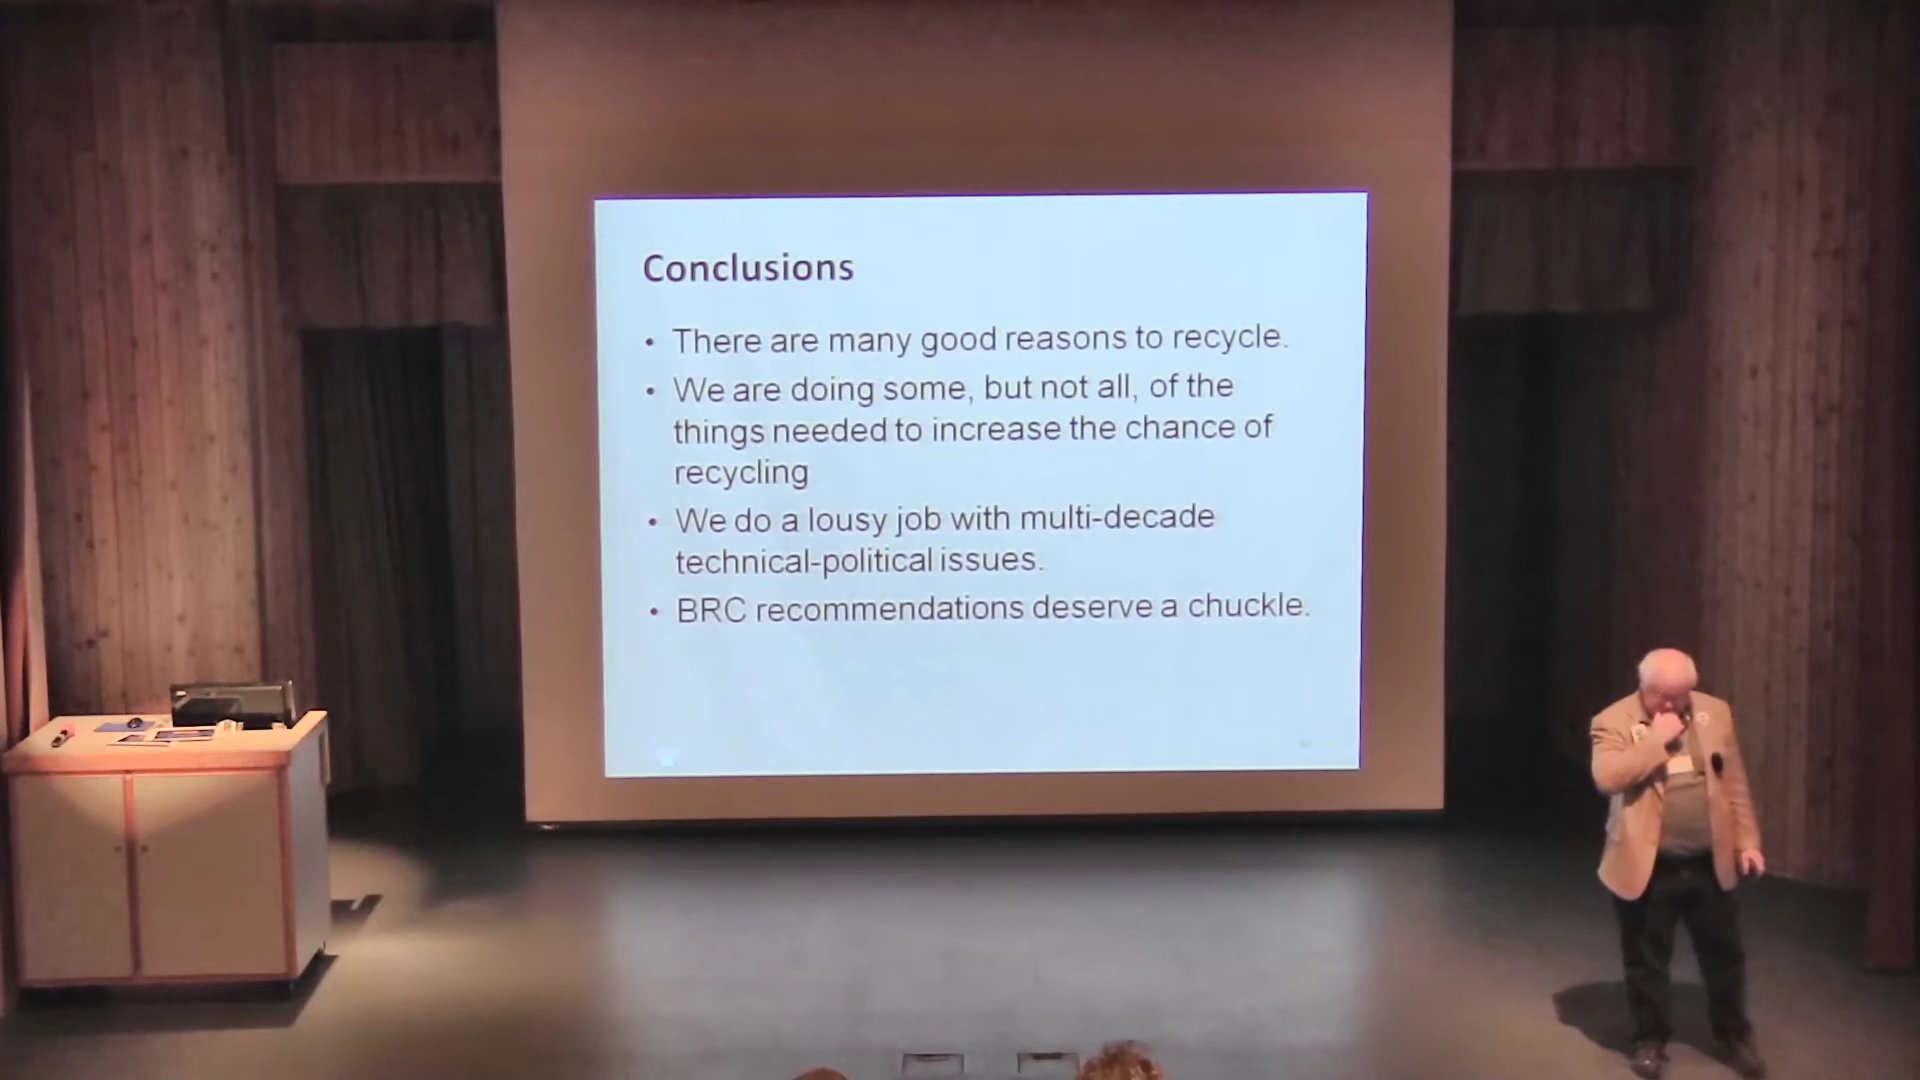 Conclusions
• There are many good reasons to recycle.
• We are doing some, but not all, of the
things needed to increase the chance of
recycling
• We do a lousy job with multi-decade
technical-political issues.
• BRC recommendations deserve a chuckle.